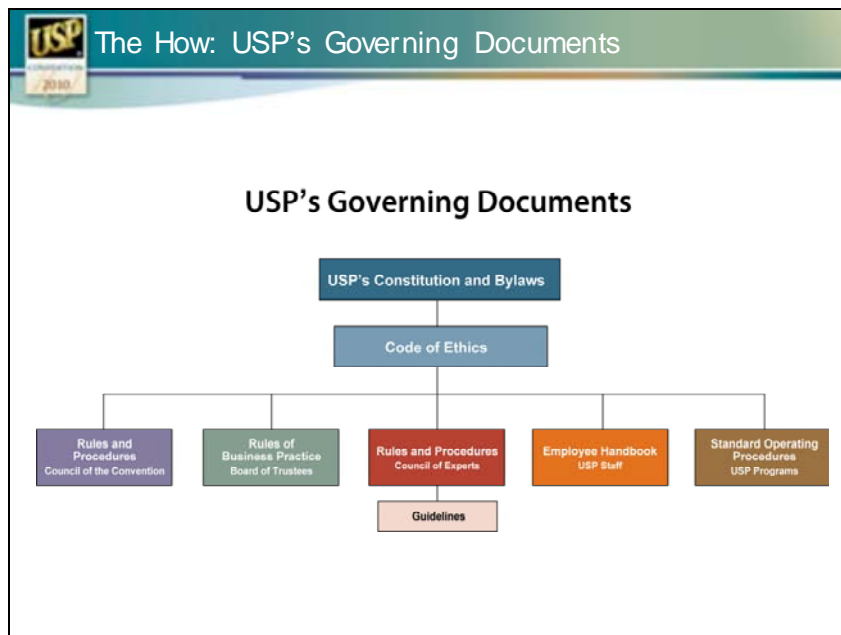 USP
CONVENTION
2010
The How: USP's Governing Documents
USP's Governing Documents
USP's Constitution and Bylaws
Code of Ethics
Rules and
Procedures
Council of the Convention
Rules of
Business Practice
Board of Trustees
Rules and Procedures
Council of Experts
Employee Handbook
USP Staff
Standard Operating
Procedures
USP Programs
Guidelines